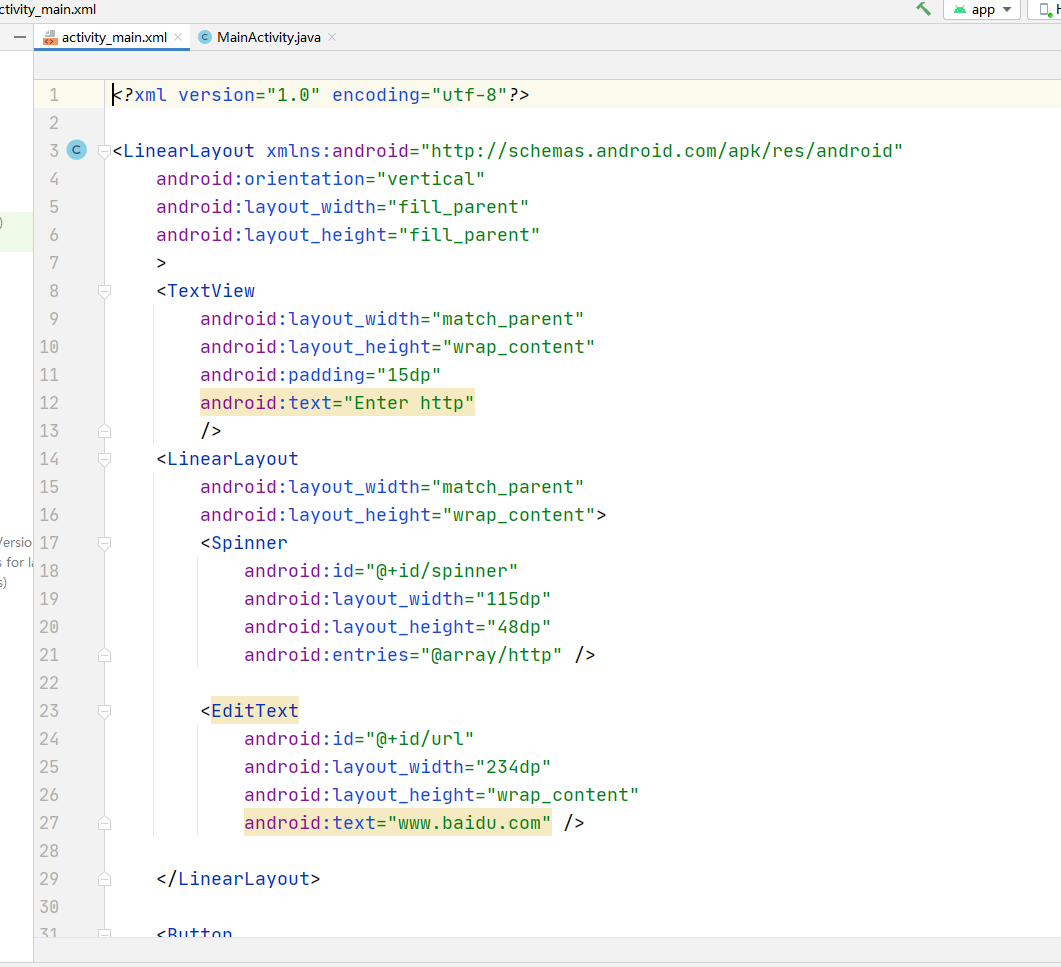 ctivity_main.xml
app
activity_main.xml
MainActivity.java
1 <?xml version="1.0" encoding="utf-8"?>
2
3 <LinearLayout xmlns:android="http://schemas.android.com/apk/res/android"
4 android:orientation="vertical"
5 android:layout_width="fill_parent"
6 android:layout_height="fill_parent"
7 >
8 <TextView
9 android:layout_width="match_parent"
10 android:layout_height="wrap_content"
11 android:padding="15dp"
12 android:text="Enter http"
13 />
14 <LinearLayout
15 android:layout_width="match_parent"
16 android:layout_height="wrap_content">
17 <Spinner
18 android:id="@+id/spinner"
19 android:layout_width="115dp"
20 android:layout_height="48dp"
21 android:entries="@array/http" />
22
23 <EditText
24 android:id="@+id/url"
25 android:layout_width="234dp"
26 android:layout_height="wrap_content"
27 android:text="www.baidu.com" />
28
29 </LinearLayout>
30
31 <Button